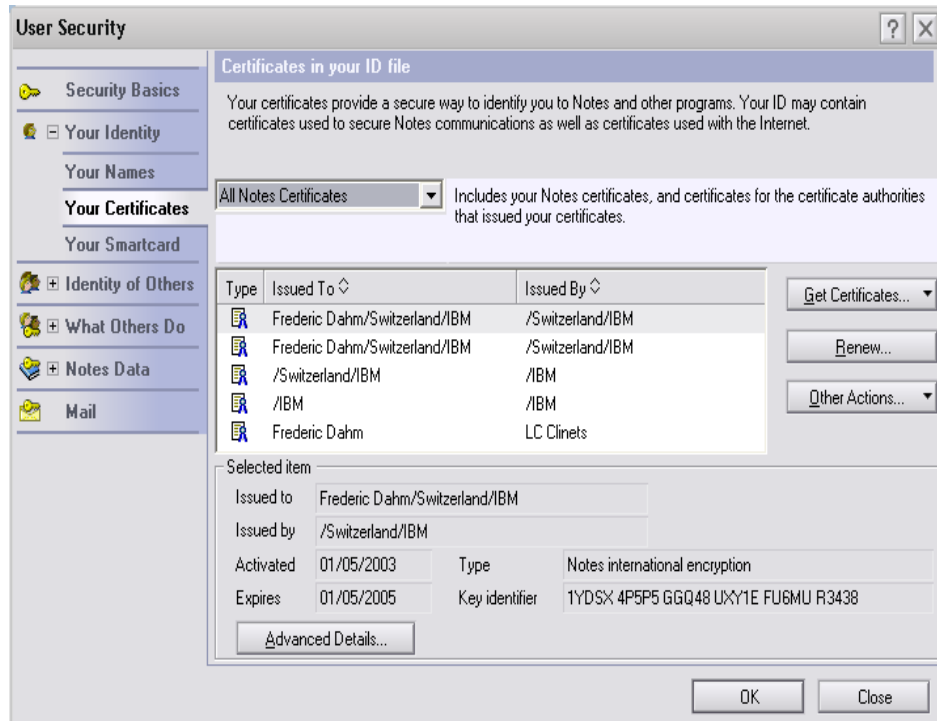 User Security
Security Basics
Your Identity
Your Names
Your Certificates
Your Smartcard
Identity of Others
What Others Do
Notes Data
Mail
Certificates in your ID file
Your certificates provide a secure way to identify you to Notes and other programs. Your ID may contain
certificates used to secure Notes communications as well as certificates used with the Internet.
All Notes Certificates
Includes your Notes certificates, and certificates for the certificate authorities
that issued your certificates.
Type Issued To Issued By
Frederic Dahm/Switzerland/IBM /Switzerland/IBM
Frederic Dahm/Switzerland/IBM /Switzerland/IBM
/Switzerland/IBM /IBM
/IBM /IBM
Frederic Dahm LC Clinets
Get Certificates...
Renew...
Other Actions...
Selected item
Issued to Frederic Dahm/Switzerland/IBM
Issued by /Switzerland/IBM
Activated 01/05/2003 Type Notes international encryption
Expires 01/05/2005 Key identifier 1YDSX 4P5P5 GGQ48 UXY1E FU6MU R3438
Advanced Details...
OK Close